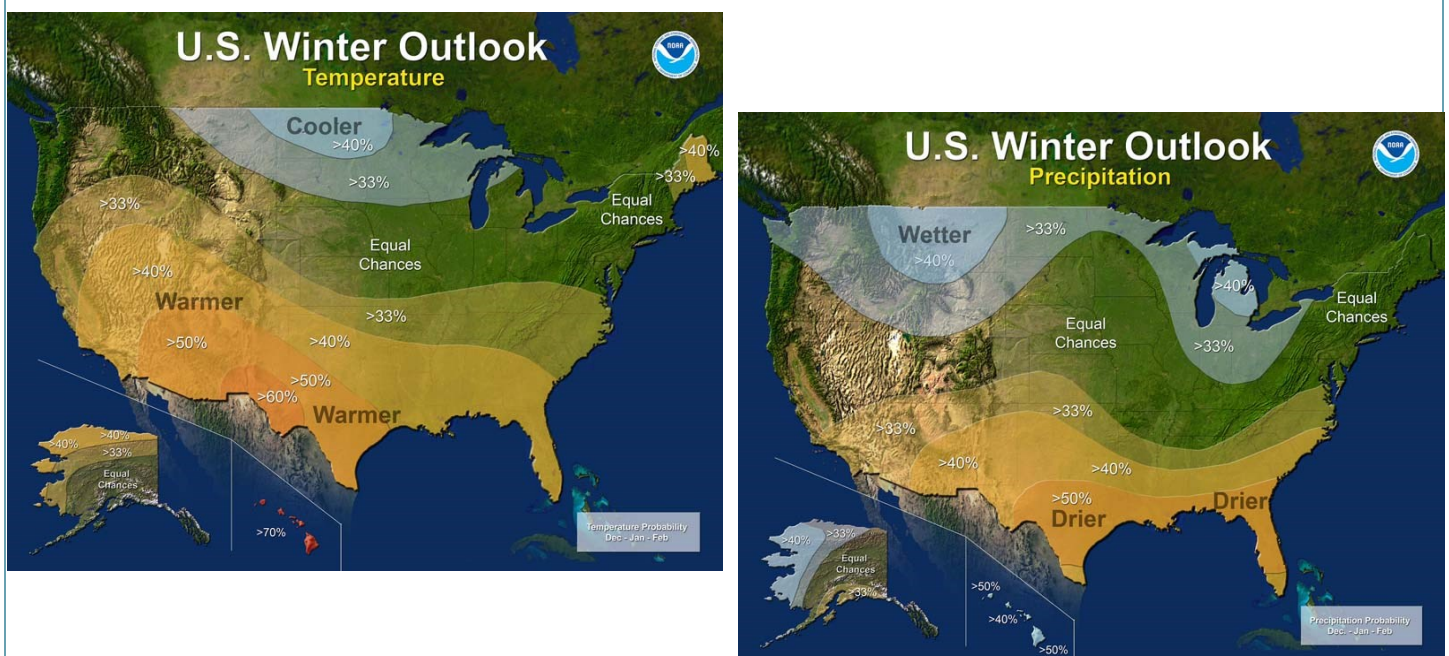 U.S. Winter Outlook
Temperature
NOAA
Cooler
>40%
>40%
>33%
>33%
>33%
Equal
Chances
Equal
Chances
>40%
Warmer
>33%
>50%
>40%
>50%
>60%
Warmer
>40%
>40%
>33%
Equal
Chances
>70%
Temperature Probability
Dec - Jan - Feb
U.S. Winter Outlook
Precipitation
NOAA
Wetter
>33%
>40%
>40%
Equal
Chances
Equal
Chances
>33%
>33%
>33%
>40%
>40%
>50%
Drier
Drier
>40%
>33%
Equal
Chances
>33%
>50%
>40%
>50%
Precipitation Probability
Dec. - Jan - Feb